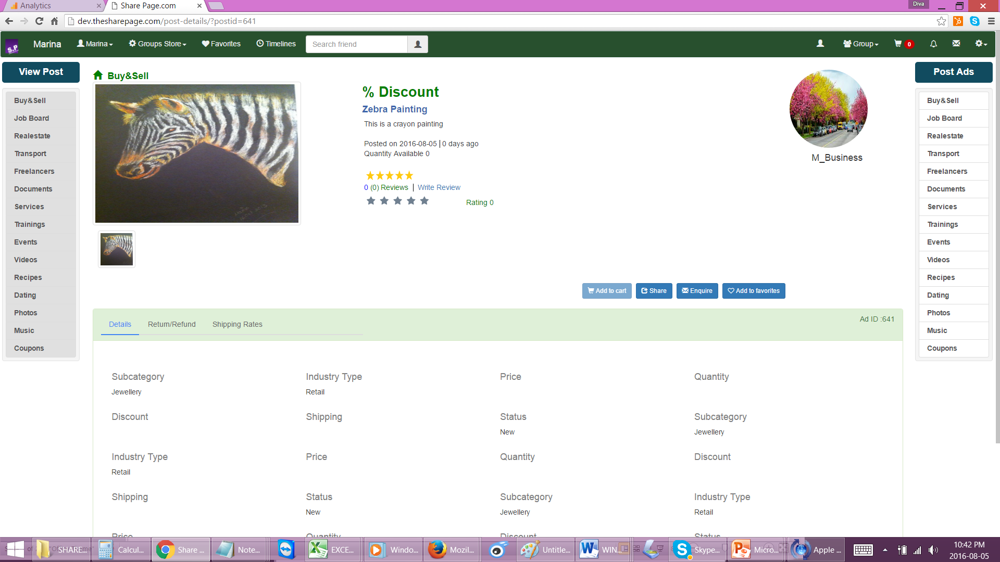 Analytics
Share Page.com
Diva
dev.thesharepage.com/post-details/?postid=641
S.P
Marina
Marina
Groups Store
Favorites
Timelines
Search friend
Group
0
View Post
Buy&Sell
Job Board
Realestate
Transport
Freelancers
Documents
Services
Trainings
Events
Videos
Recipes
Dating
Photos
Music
Coupons
Buy&Sell
% Discount
Zebra Painting
This is a crayon painting
Posted on 2016-08-05 | 0 days ago
Quantity Available 0
0 (0) Reviews | Write Review
Rating 0
M_Business
Add to cart
Share
Enquire
Add to favorites
Post Ads
Buy&Sell
Job Board
Realestate
Transport
Freelancers
Documents
Services
Trainings
Events
Videos
Recipes
Dating
Photos
Music
Coupons
Details
Return/Refund
Shipping Rates
Ad ID :641
Subcategory
Jewellery
Industry Type
Retail
Price
Quantity
Discount
Shipping
Status
New
Subcategory
Jewellery
Industry Type
Retail
Price
Quantity
Discount
Shipping
Status
New
Subcategory
Jewellery
Industry Type
Retail
Price
Quantity
Discount
Status
SHARE...
Calcul...
Share ...
Note...
EXCE...
Windo...
Mozil...
Untitle...
WIN...
Skype...
Micro...
Apple ...
10:42 PM
2016-08-05